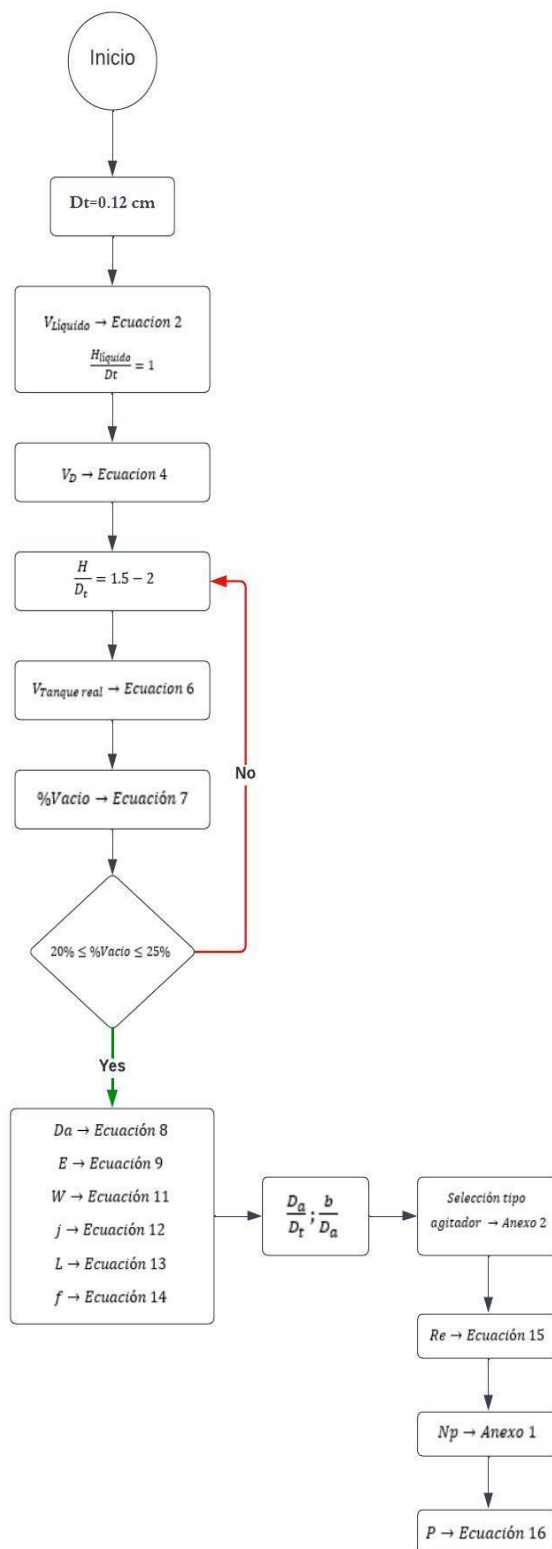 Inicio
Dt=0.12 cm
V_Líquido → Ecuacion 2
H_líquido/Dt = 1
V_D → Ecuacion 4
H/D_t = 1.5 − 2
V_Tanque real → Ecuacion 6
%Vacio → Ecuación 7
No
20% ≤ %Vacio ≤ 25%
Yes
Da → Ecuación 8
E → Ecuación 9
W → Ecuación 11
j → Ecuación 12
L → Ecuación 13
f → Ecuación 14
D_a/D_t ; b/D_a
Selección tipo
agitador → Anexo 2
Re → Ecuación 15
Np → Anexo 1
P → Ecuación 16